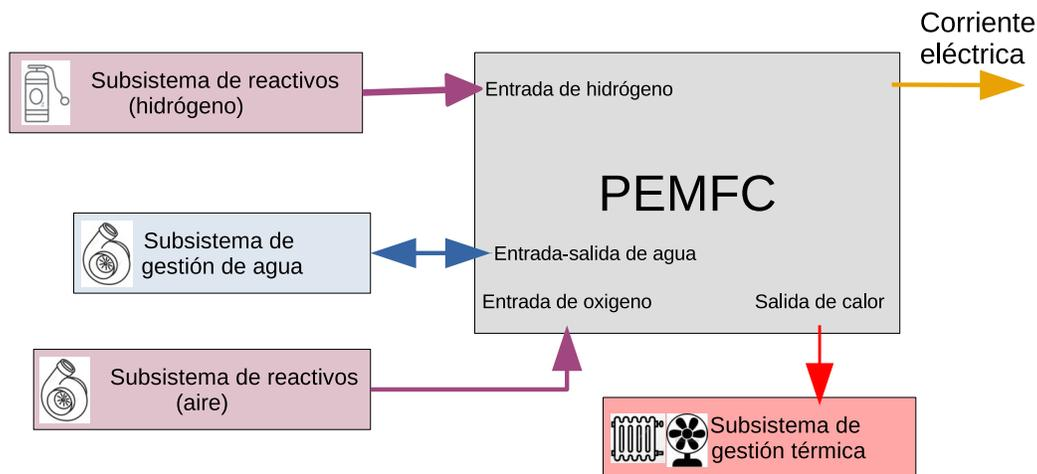 Corriente
eléctrica
Subsistema de reactivos
(hidrógeno)
Entrada de hidrógeno
PEMFC
Subsistema de
gestión de agua
Entrada-salida de agua
Entrada de oxigeno
Salida de calor
Subsistema de reactivos
(aire)
Subsistema de
gestión térmica